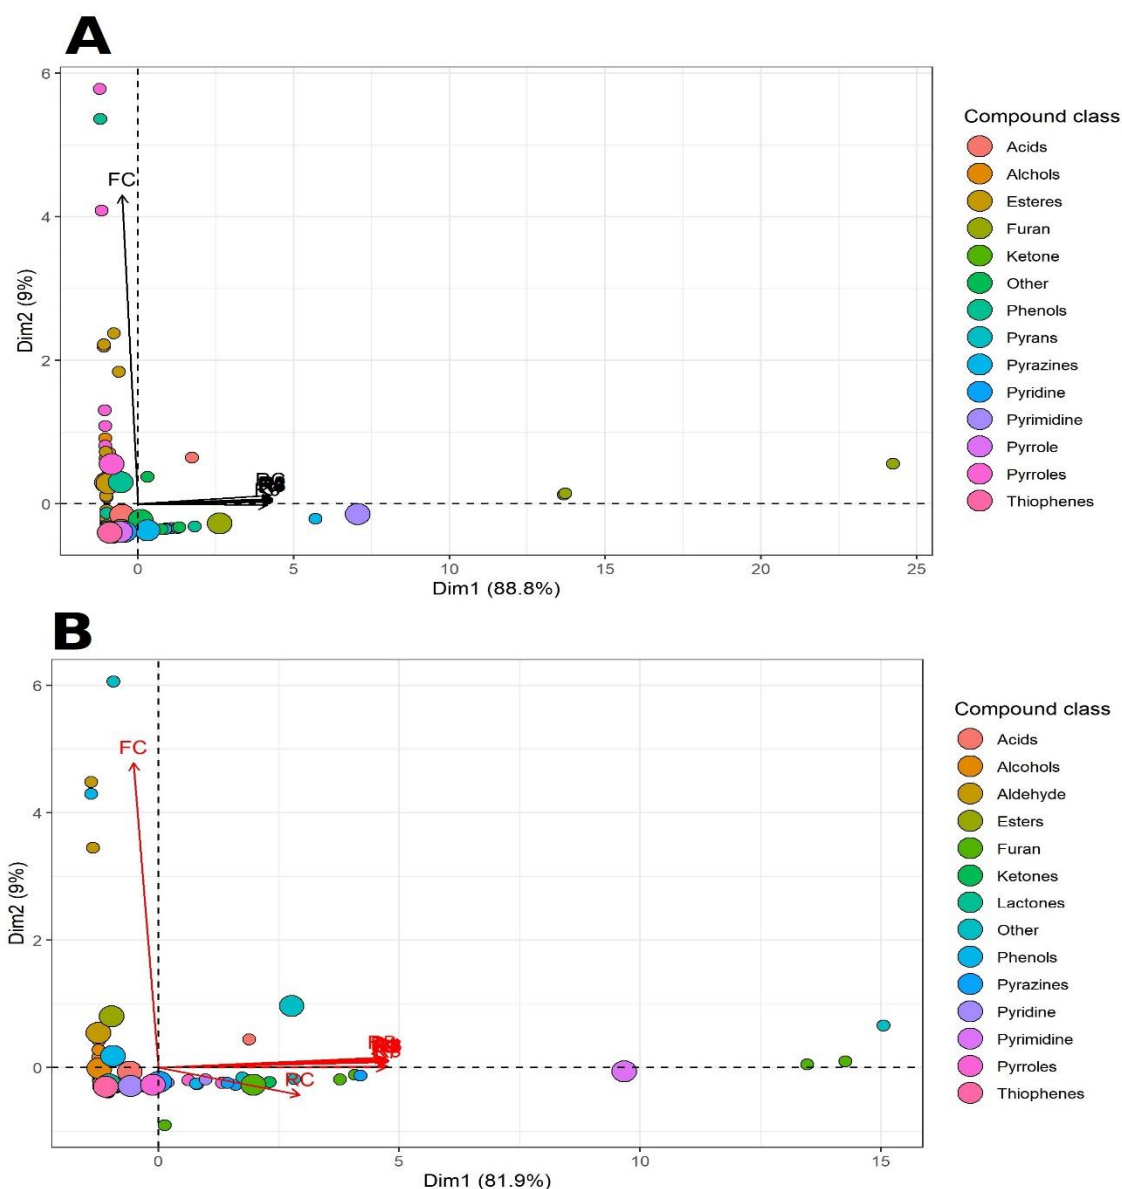 A
6
4
2
0
Dim2 (9%)
FC
0
5
10
15
20
25
Dim1 (88.8%)
Compound class
Acids
Alchols
Esteres
Furan
Ketone
Other
Phenols
Pyrans
Pyrazines
Pyridine
Pyrimidine
Pyrrole
Pyrroles
Thiophenes
B
6
4
2
0
Dim2 (9%)
FC
0
5
10
15
Dim1 (81.9%)
Compound class
Acids
Alcohols
Aldehyde
Esters
Furan
Ketones
Lactones
Other
Phenols
Pyrazines
Pyridine
Pyrimidine
Pyrroles
Thiophenes